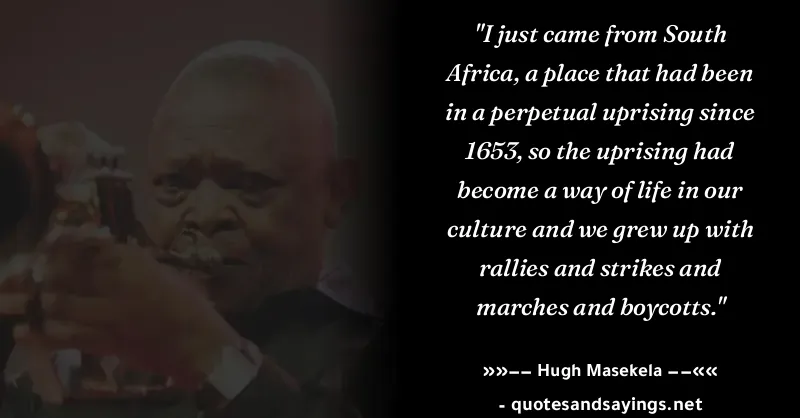 "I just came from South
Africa, a place that had been
in a perpetual uprising since
1653, so the uprising had
become a way of life in our
culture and we grew up with
rallies and strikes and
marches and boycotts."
»»–– Hugh Masekela ––««
- quotesandsayings.net